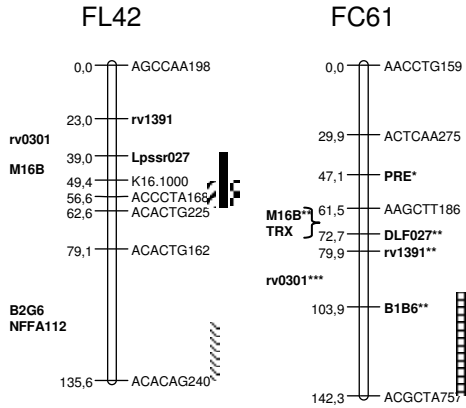 FL42
0,0 AGCCAA198
23,0 rv1391
rv0301
39,0 Lpssr027
M16B
49,4 K16.1000
56,6 ACCCTA168
62,6 ACACTG225
79,1 ACACTG162
B2G6
NFFA112
135,6 ACACAG240
FC61
0,0 AACCTG159
29,9 ACTCAA275
47,1 PRE*
61,5 AAGCTT186
M16B**
TRX
72,7 DLF027**
79,9 rv1391**
rv0301***
103,9 B1B6**
142,3 ACGCTA757